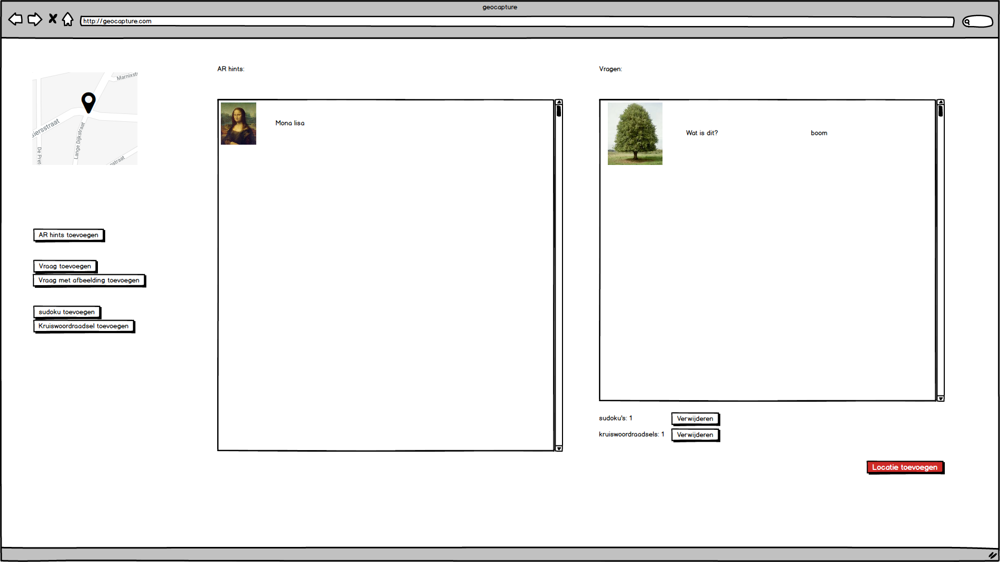 geocapture
http://geocapture.com
Marnixst
siersstraat
Lange Dijkstraat
De Pret
nstraat
AR hints toevoegen
Vraag toevoegen
Vraag met afbeelding toevoegen
sudoku toevoegen
Kruiswoordraadsel toevoegen
AR hints:
Mona lisa
Vragen:
Wat is dit? boom
sudoku's: 1 Verwijderen
kruiswoordraadsels: 1 Verwijderen
Locatie toevoegen